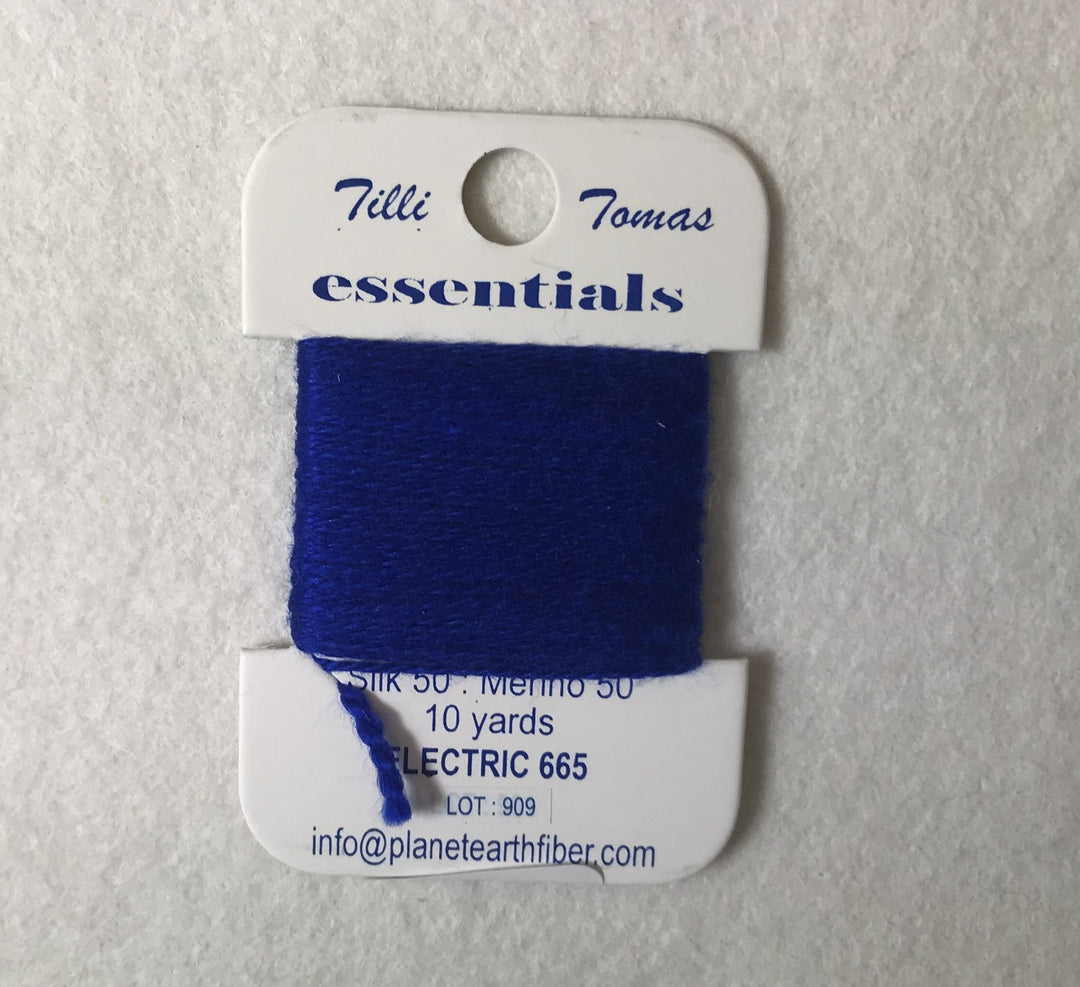 Tilli Tomas
essentials
Silk 50 : Merino 50
10 yards
ELECTRIC 665
LOT : 909
info@planetearthfiber.com